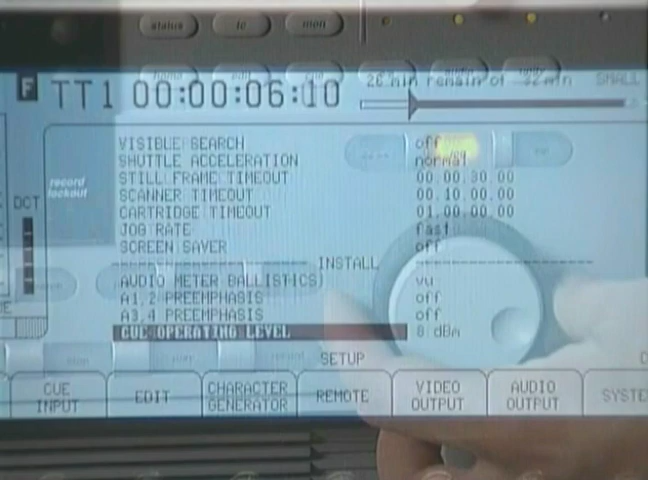 status tc mon
F TT1 00:00:06:10 26 min remain of 32 min SMALL
VISIBLE SEARCH off
SHUTTLE ACCELERATION normal
STILL FRAME TIMEOUT 00.00.30.00
SCANNER TIMEOUT 00.10.00.00
CARTRIDGE TIMEOUT 01.00.00.00
JOG RATE fast
SCREEN SAVER off
record
lockout
DCT
INSTALL
AUDIO METER BALLISTICS vu
A1,2 PREEMPHASIS off
A3,4 PREEMPHASIS off
CUE OPERATING LEVEL 8 dBm
SETUP
CUE INPUT
EDIT
CHARACTER GENERATOR
REMOTE
VIDEO OUTPUT
AUDIO OUTPUT
SYSTE